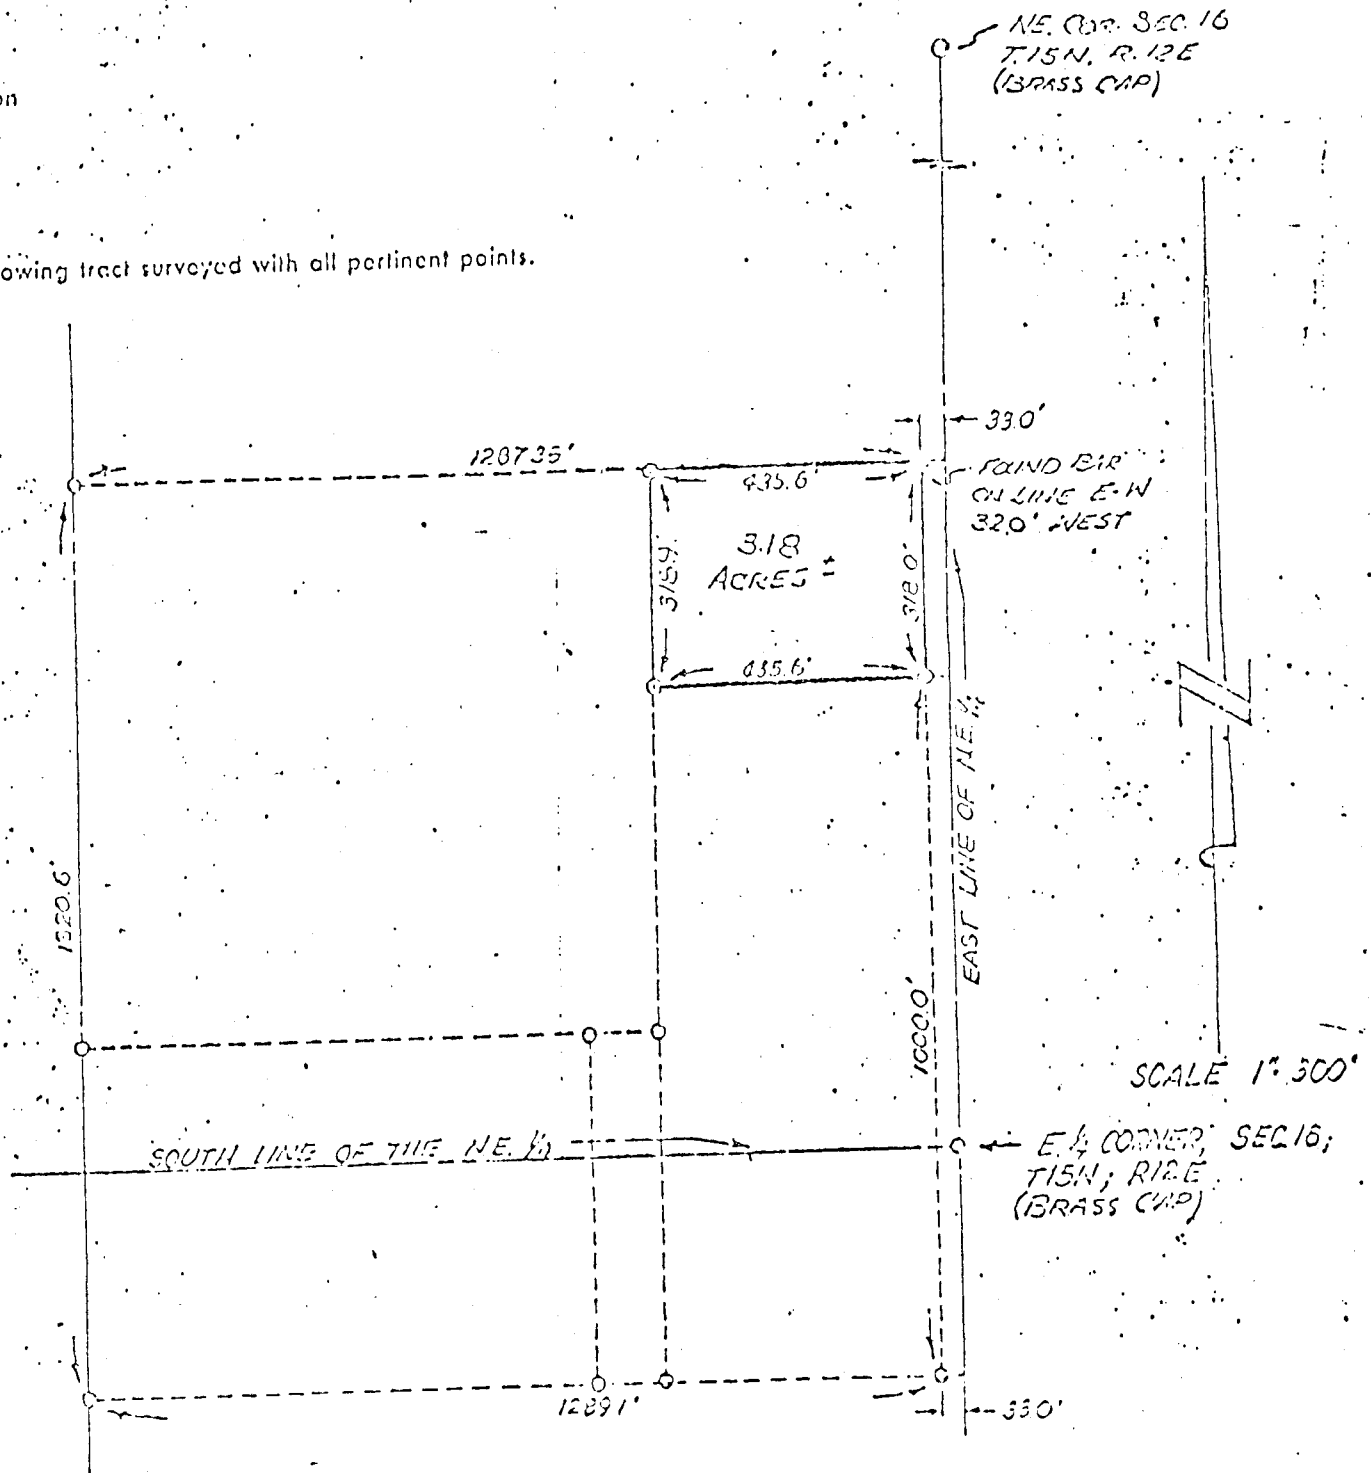 NE. COR. SEC. 16
T.15N. R.12E
(BRASS CAP)
on
owing tract surveyed with all pertinent points.
33.0'
1287.35'
435.6'
FOUND BAR
ON LINE E-W
32.0' WEST
3.18
ACRES ±
318.0'
435.6'
EAST LINE OF N.E. 1/4
1320.6'
1000.0'
SCALE 1": 300'
SOUTH LINE OF THE N.E. 1/4
E. 1/4 CORNER, SEC. 16;
T15N; R12E
(BRASS CAP)
1289.1'
33.0'